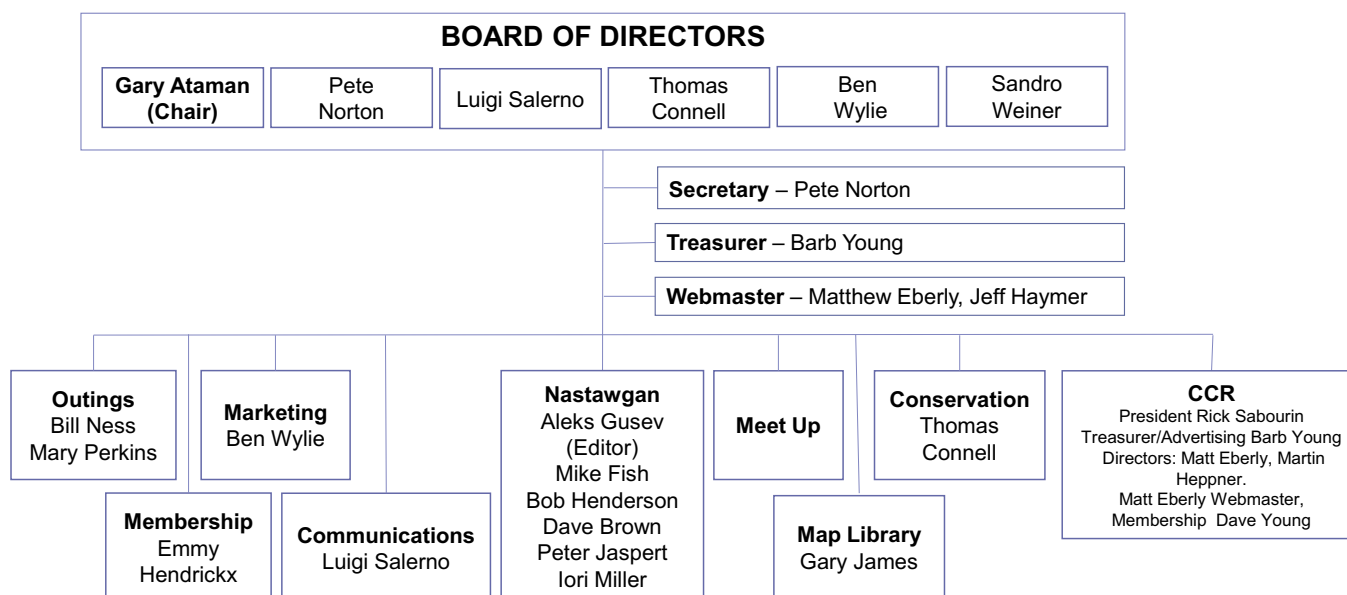 BOARD OF DIRECTORS
Gary Ataman
(Chair)
Pete
Norton
Luigi Salerno
Thomas
Connell
Ben
Wylie
Sandro
Weiner
Secretary – Pete Norton
Treasurer – Barb Young
Webmaster – Matthew Eberly, Jeff Haymer
Outings
Bill Ness
Mary Perkins
Membership
Emmy
Hendrickx
Marketing
Ben Wylie
Communications
Luigi Salerno
Nastawgan
Aleks Gusev
(Editor)
Mike Fish
Bob Henderson
Dave Brown
Peter Jaspert
Iori Miller
Meet Up
Map Library
Gary James
Conservation
Thomas
Connell
CCR
President Rick Sabourin
Treasurer/Advertising Barb Young
Directors: Matt Eberly, Martin
Heppner.
Matt Eberly Webmaster,
Membership Dave Young